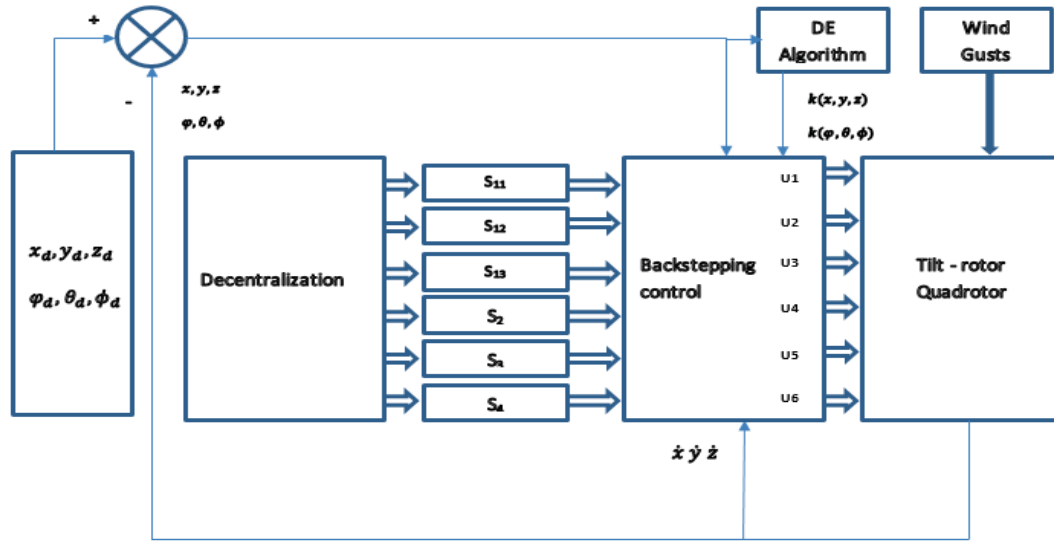 +
-
x, y, z
φ, θ, ϕ
DE
Algorithm
Wind
Gusts
k(x, y, z)
k(φ, θ, ϕ)
x_d, y_d, z_d
φ_d, θ_d, ϕ_d
Decentralization
S₁₁
S₁₂
S₁₃
S₂
S₃
S₄
Backstepping
control
U1
U2
U3
U4
U5
U6
Tilt - rotor
Quadrotor
ẋ ẏ ż